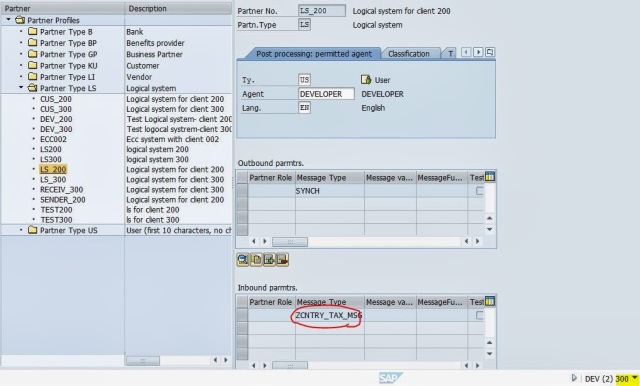 Partner Description
Partner Profiles
Partner Type B Bank
Partner Type BP Benefits provider
Partner Type GP Business Partner
Partner Type KU Customer
Partner Type LI Vendor
Partner Type LS Logical system
CUS_200 Logical system for client 200
CUS_300 Logical system for client 300
DEV_200 Test Logical System- client 200
DEV_300 Test logocal system-client 300
ECC002 Ecc system with client 002
LS200 logical system 200
LS300 logical system 300
LS_200 Logical system for client 200
LS_300 Logical system for client 300
RECEIV_300 Logical system for client 300
SENDER_200 Logical system for client 200
TEST200 ls for client 200
TEST300 ls for client 300
Partner Type US User (first 10 characters, no ch
Partner No. LS_200 Logical system for client 200
Partn.Type LS Logical system
Post processing: permitted agent Classification T
Ty. US User
Agent DEVELOPER DEVELOPER
Lang. EN English
Outbound parmtrs.
Partner Role Message Type Message va... MessageFu... Test
SYNCH
Inbound parmtrs.
Partner Role Message Type Message va... MessageFu... Test
ZCNTRY_TAX_MSG
SAP DEV (2) 300